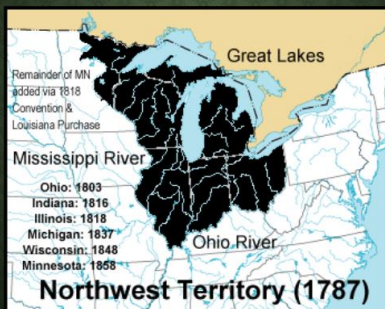 Great Lakes
Remainder of MN
added via 1818
Convention &
Louisiana Purchase
Mississippi River
Ohio: 1803
Indiana: 1816
Illinois: 1818
Michigan: 1837
Wisconsin: 1848
Minnesota: 1858
Ohio River
Northwest Territory (1787)